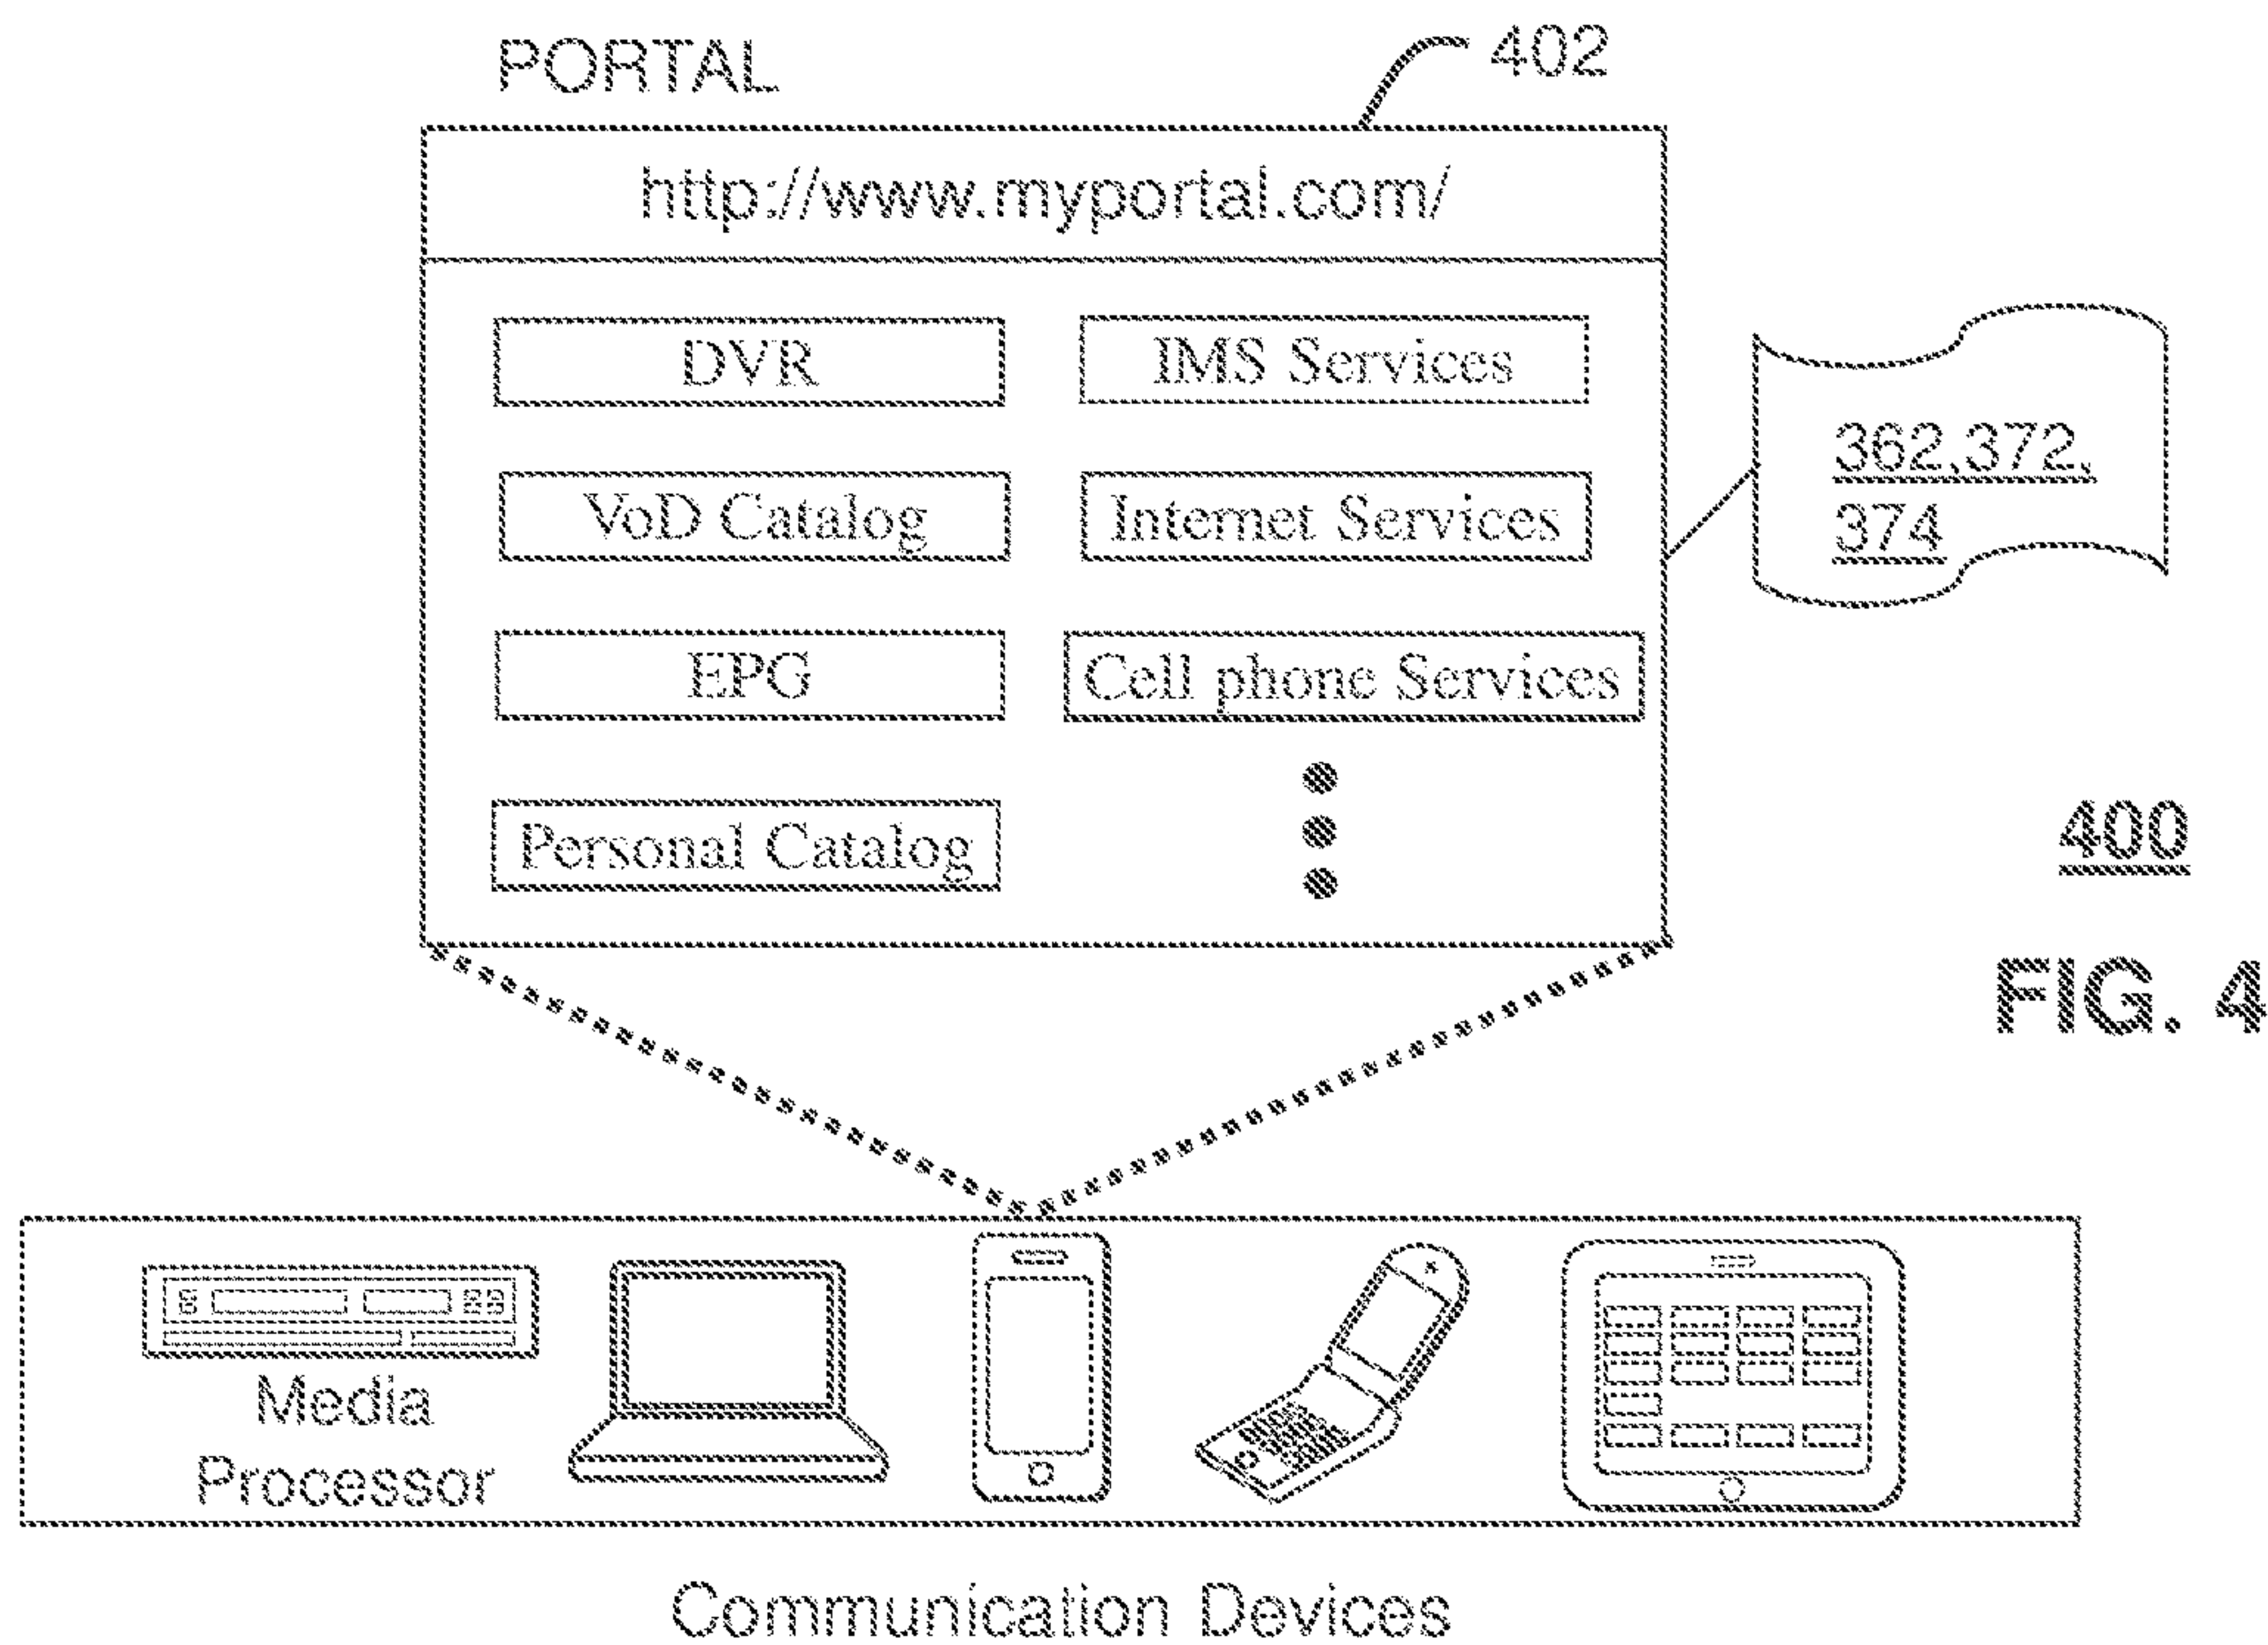 PORTAL
402
http://www.myportal.com/
DVR
IMS Services
VoD Catalog
Internet Services
EPG
Cell phone Services
Personal Catalog
362,372,
374
400
FIG. 4
Media
Processor
Communication Devices